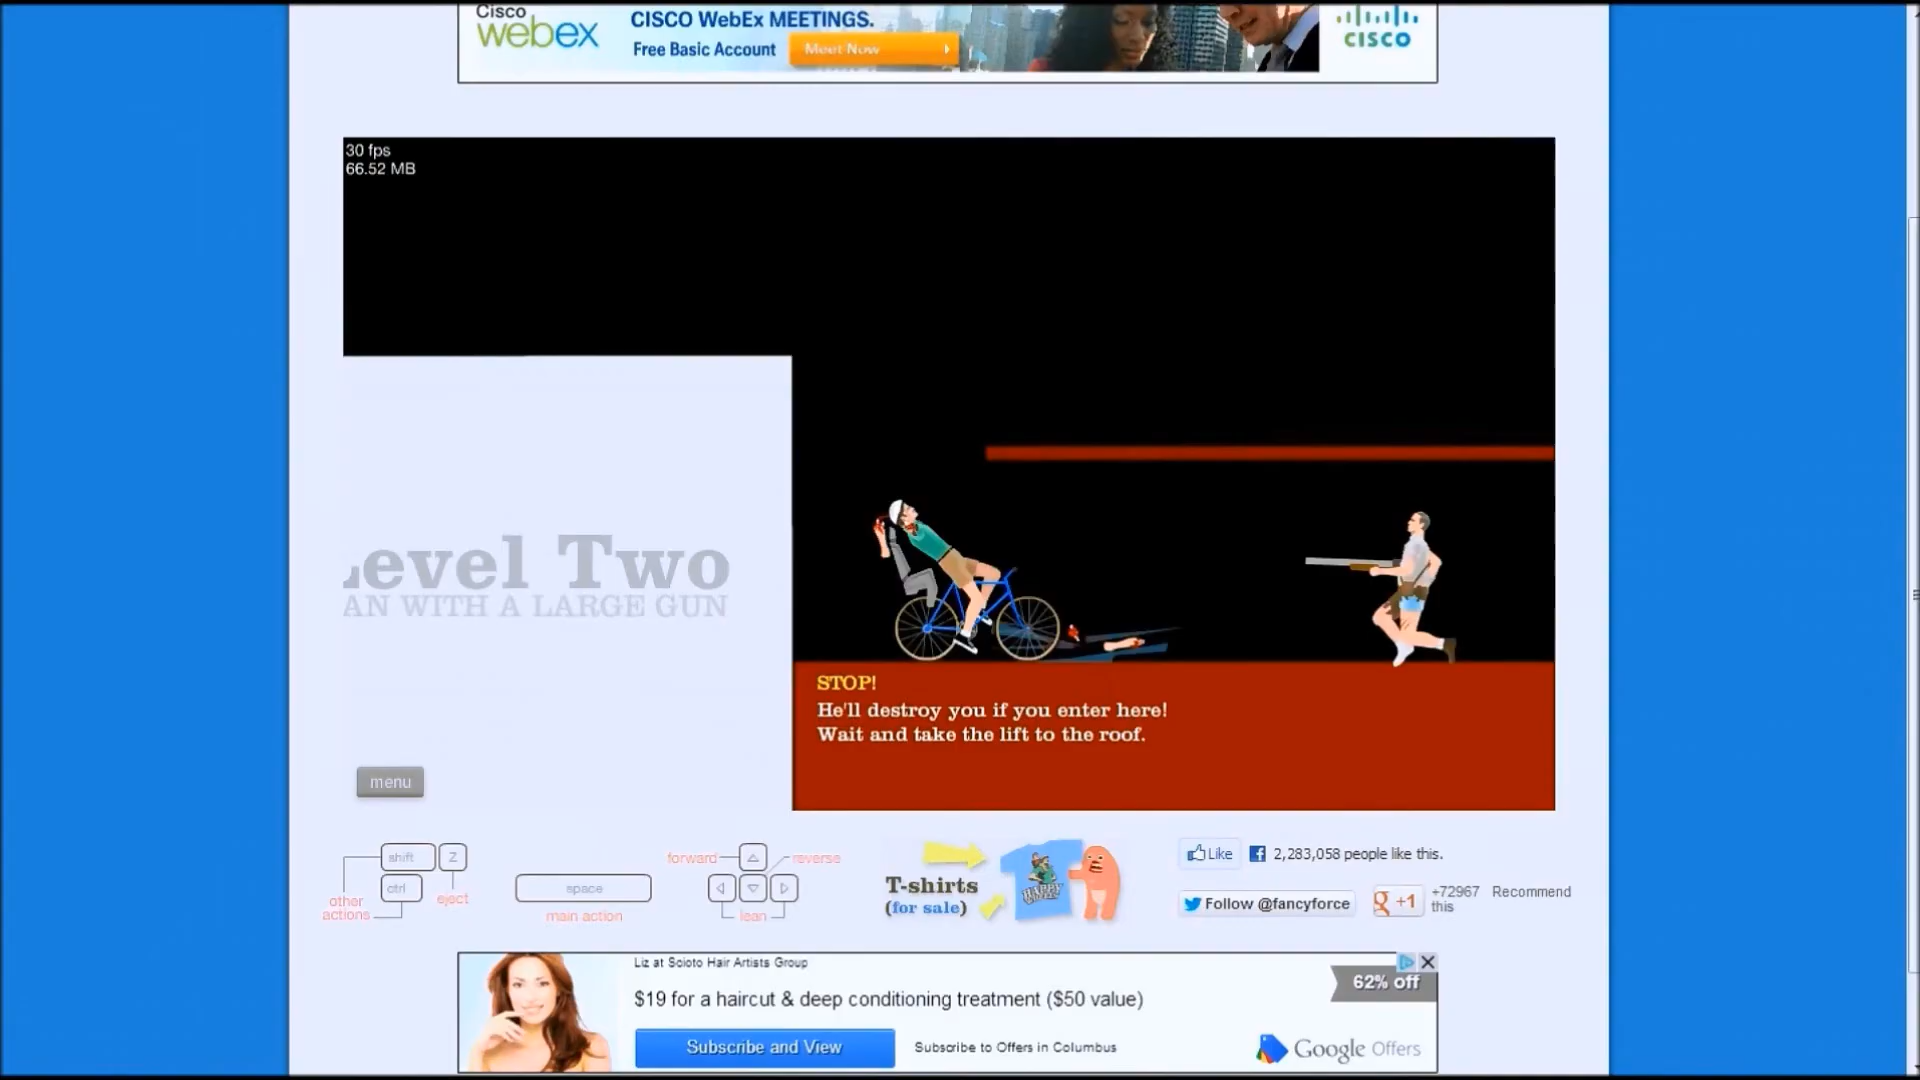 Cisco
webex
CISCO WebEx MEETINGS.
Free Basic Account
Meet Now
CISCO
30 fps
66.52 MB
Level Two
AN WITH A LARGE GUN
STOP!
He'll destroy you if you enter here!
Wait and take the lift to the roof.
menu
shift
Z
ctrl
other
actions
eject
space
main action
forward
reverse
lean
T-shirts
(for sale)
HAPPY
Like
2,283,058 people like this.
Follow @fancyforce
+1
+72967 Recommend
this
Liz at Scioto Hair Artists Group
$19 for a haircut & deep conditioning treatment ($50 value)
62% off
Subscribe and View
Subscribe to Offers in Columbus
Google Offers